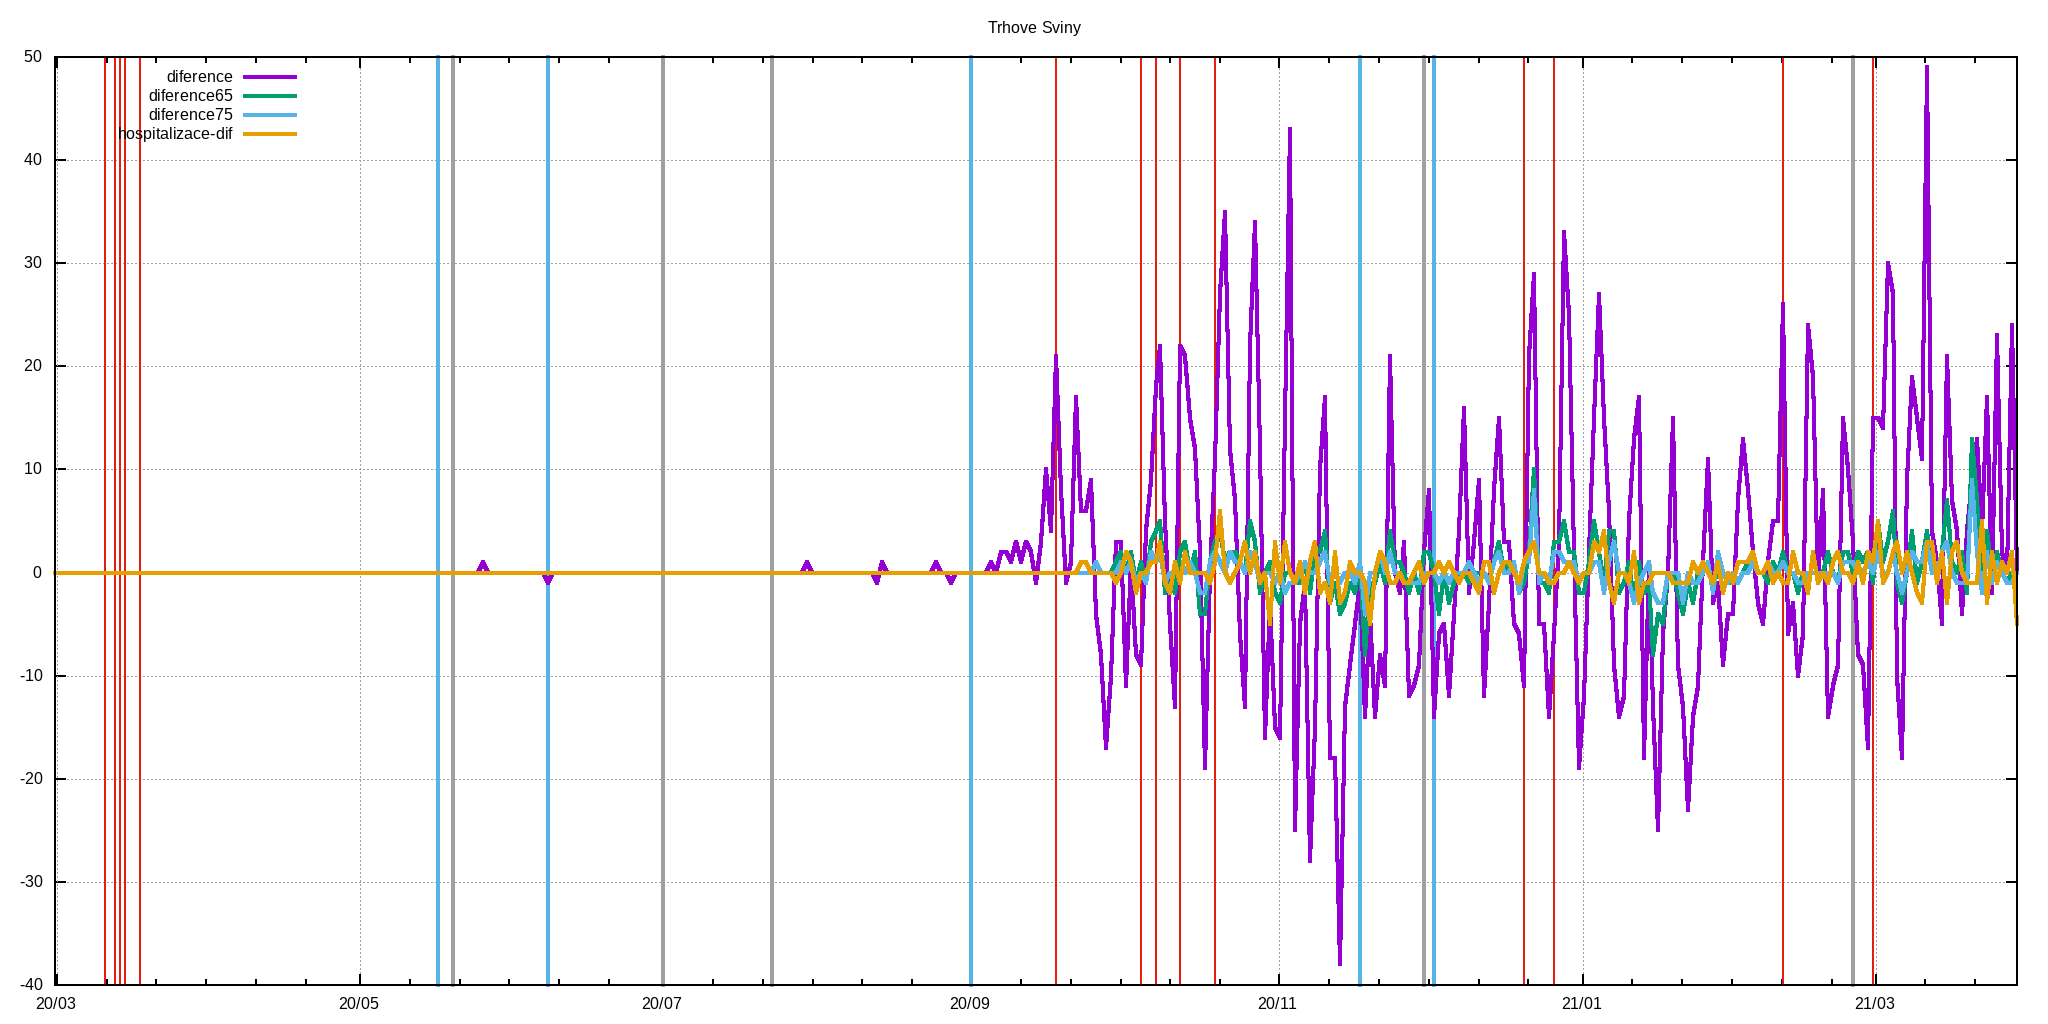 Trhove Sviny
50
40
30
20
10
0
-10
-20
-30
-40
diference
diference65
diference75
hospitalizace-dif
20/03 20/05 20/07 20/09 20/11 21/01 21/03